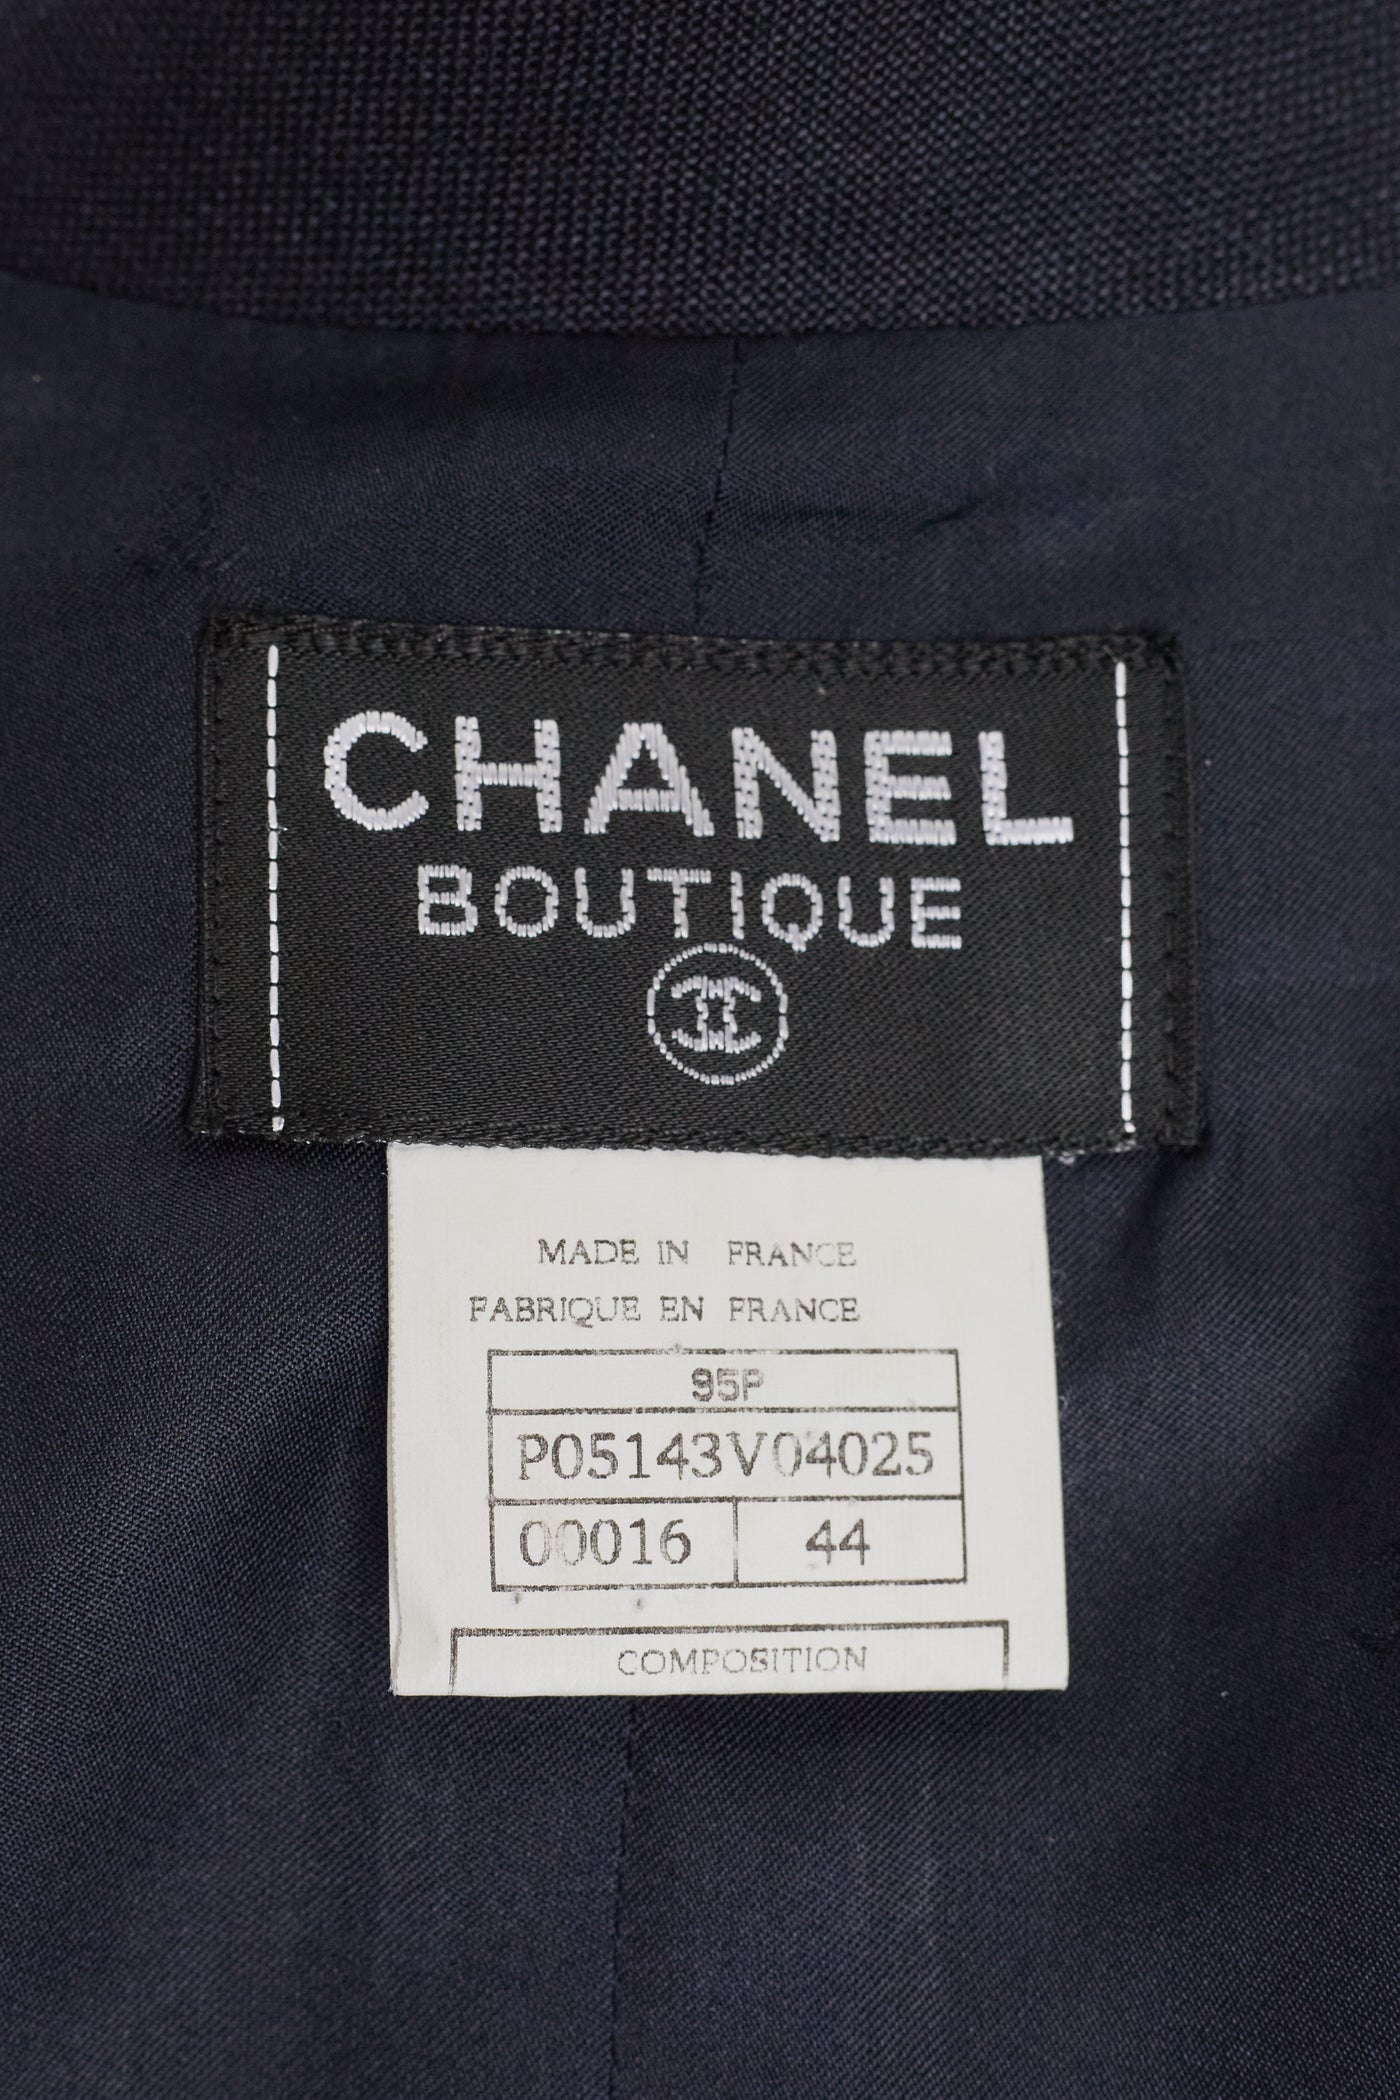 CHANEL
BOUTIQUE
MADE IN FRANCE
FABRIQUE EN FRANCE
95P
P05143V04025
00016 44
COMPOSITION